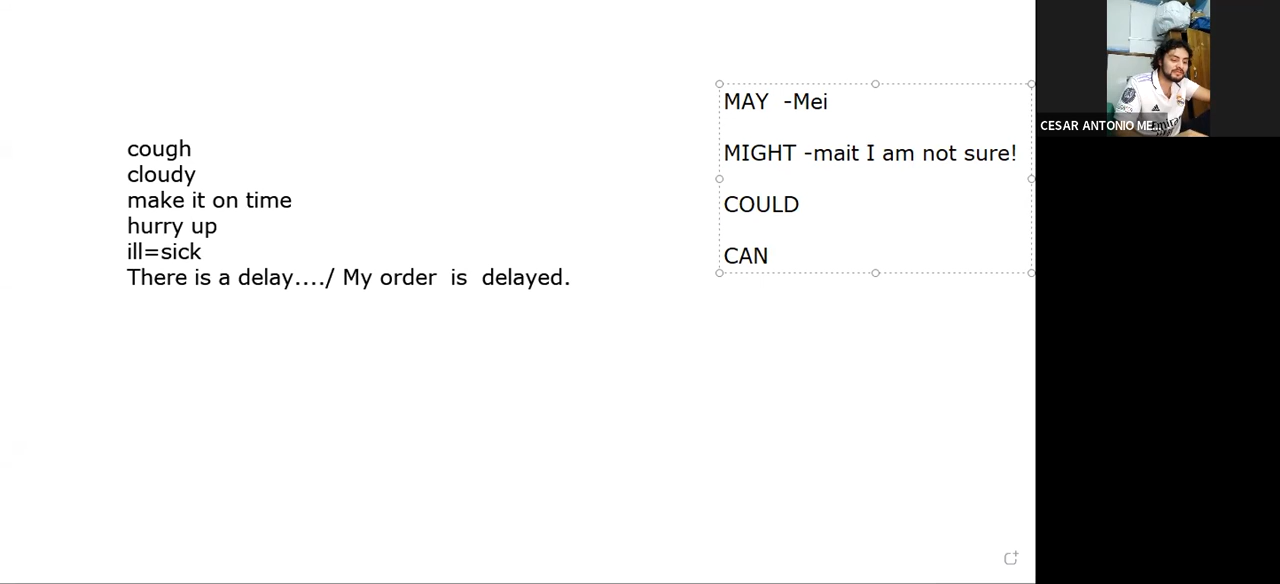 cough
cloudy
make it on time
hurry up
ill=sick
There is a delay..../ My order is delayed.
MAY -Mei
MIGHT -mait I am not sure!
COULD
CAN
CESAR ANTONIO ME...